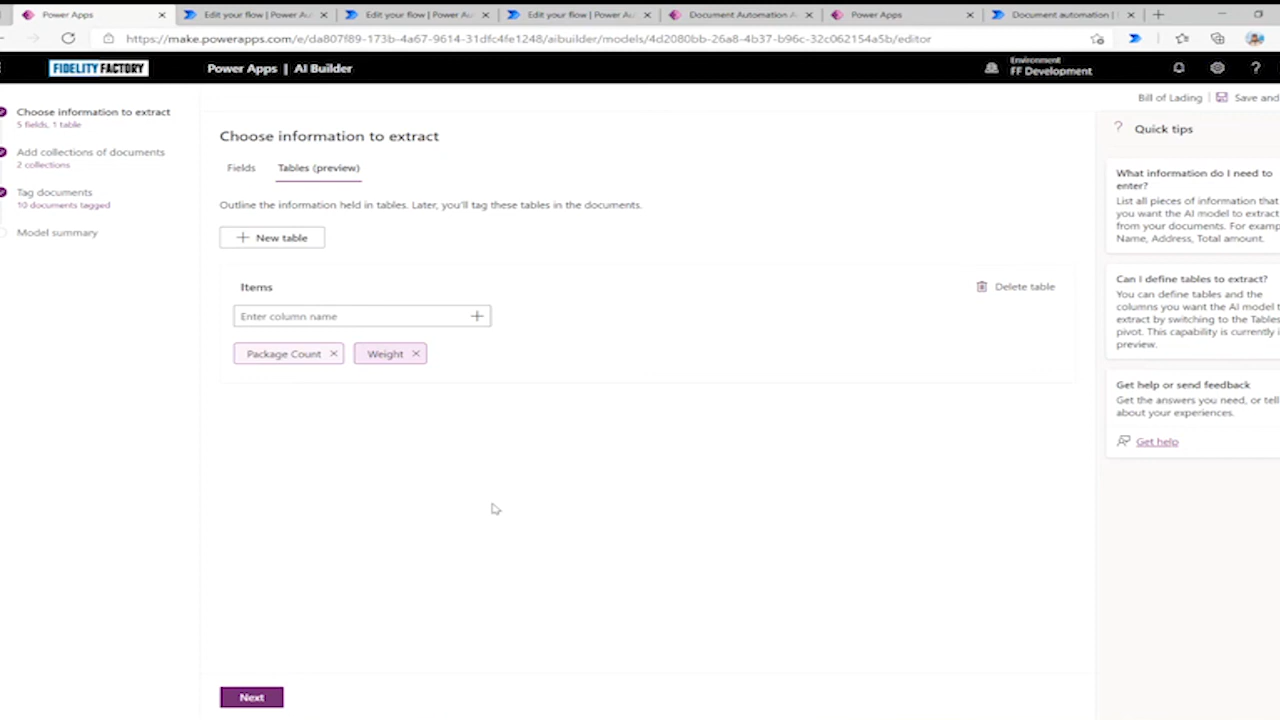 Power Apps
Edit your flow | Power Au
Edit your flow | Power Au
Edit your flow | Power Au
Document Automation A
Power Apps
Document automation |
https://make.powerapps.com/e/da807f89-173b-4a67-9614-31dfc4fe1248/aibuilder/models/4d2080bb-26a8-4b37-b96c-32c062154a5b/editor
FIDELITY FACTORY
Power Apps | AI Builder
Environment
FF Development
?
Bill of Lading | Save and
Choose information to extract
5 fields, 1 table
Add collections of documents
2 collections
Tag documents
10 documents tagged
Model summary
Choose information to extract
Fields
Tables (preview)
Outline the information held in tables. Later, you'll tag these tables in the documents.
New table
Items
Delete table
Enter column name
Package Count
Weight
Next
? Quick tips
What information do I need to
enter?
List all pieces of information that
you want the AI model to extract
from your documents. For examp
Name, Address, Total amount.
Can I define tables to extract?
You can define tables and the
columns you want the AI model t
extract by switching to the Tables
pivot. This capability is currently i
preview.
Get help or send feedback
Get the answers you need, or tell
about your experiences.
Get help